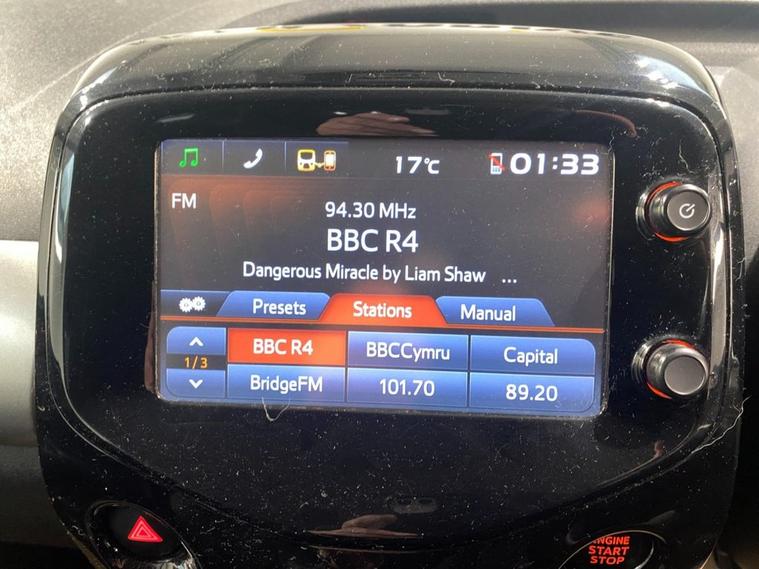 17°C
01:33
FM
94.30 MHz
BBC R4
Dangerous Miracle by Liam Shaw ...
Presets Stations Manual
1/3
BBC R4 BBCCymru Capital
BridgeFM 101.70 89.20
ENGINE
START
STOP